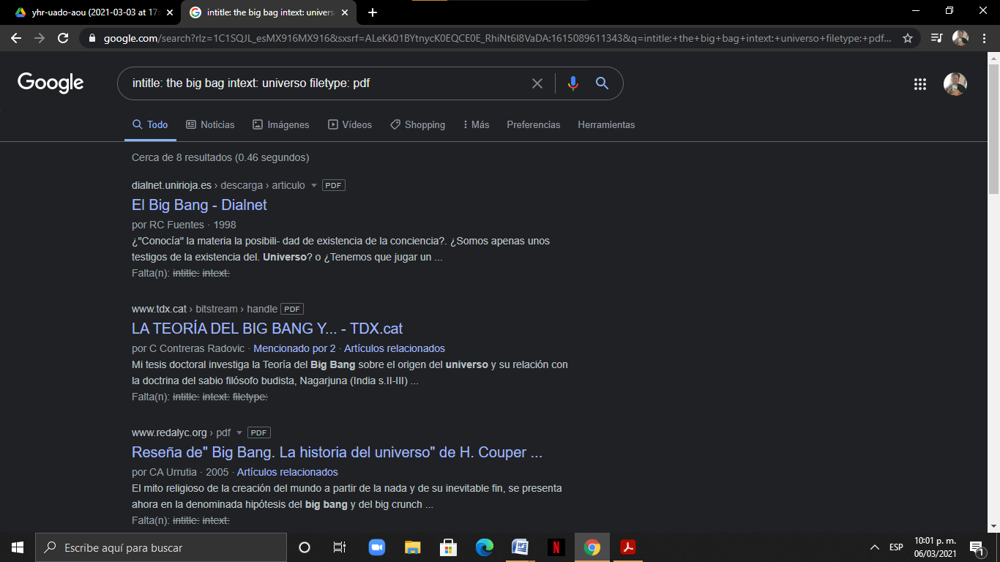 yhr-uado-aou (2021-03-03 at 17:
intitle: the big bag intext: univers
google.com/search?rlz=1C1SQJL_esMX916MX916&sxsrf=ALeKk01BYtnycK0EQCE0E_RhiNt6I8VaDA:1615089611343&q=intitle:+the+big+bag+intext:+universo+filetype:+pdf...
Google
intitle: the big bag intext: universo filetype: pdf
Todo Noticias Imágenes Vídeos Shopping Más Preferencias Herramientas
Cerca de 8 resultados (0.46 segundos)
dialnet.unirioja.es › descarga › articulo PDF
El Big Bang - Dialnet
por RC Fuentes · 1998
¿"Conocía" la materia la posibili- dad de existencia de la conciencia?. ¿Somos apenas unos
testigos de la existencia del. Universo? o ¿Tenemos que jugar un ...
Falta(n): intitle: intext:
www.tdx.cat › bitstream › handle PDF
LA TEORÍA DEL BIG BANG Y... - TDX.cat
por C Contreras Radovic · Mencionado por 2 · Artículos relacionados
Mi tesis doctoral investiga la Teoría del Big Bang sobre el origen del universo y su relación con
la doctrina del sabio filósofo budista, Nagarjuna (India s.II-III) ...
Falta(n): intitle: intext: filetype:
www.redalyc.org › pdf PDF
Reseña de" Big Bang. La historia del universo" de H. Couper ...
por CA Urrutia · 2005 · Artículos relacionados
El mito religioso de la creación del mundo a partir de la nada y de su inevitable fin, se presenta
ahora en la denominada hipótesis del big bang y del big crunch ...
Falta(n): intitle: intext:
Escribe aquí para buscar
ESP
10:01 p. m.
06/03/2021
1